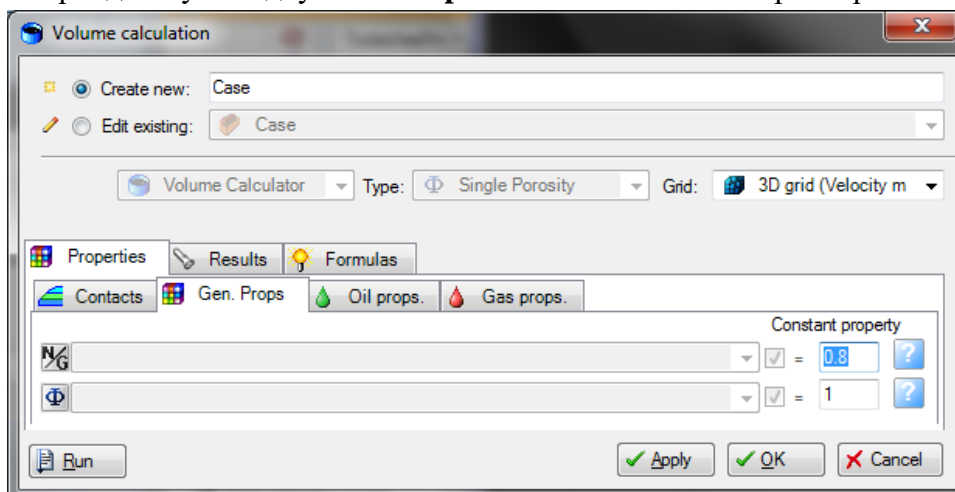 Volume calculation
Create new: Case
Edit existing: Case
Volume Calculator Type: Φ Single Porosity Grid: 3D grid (Velocity m
Properties Results Formulas
Contacts Gen. Props Oil props. Gas props.
Constant property
N/G = 0.8 ?
Φ = 1 ?
Run Apply OK Cancel